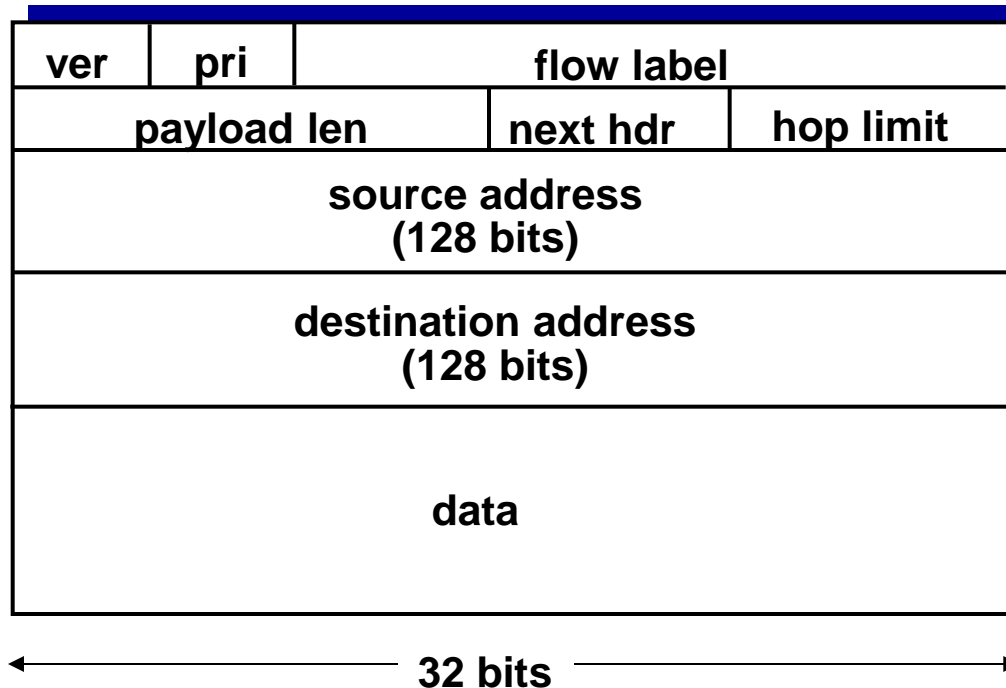 ver pri flow label
payload len next hdr hop limit
source address
(128 bits)
destination address
(128 bits)
data
32 bits